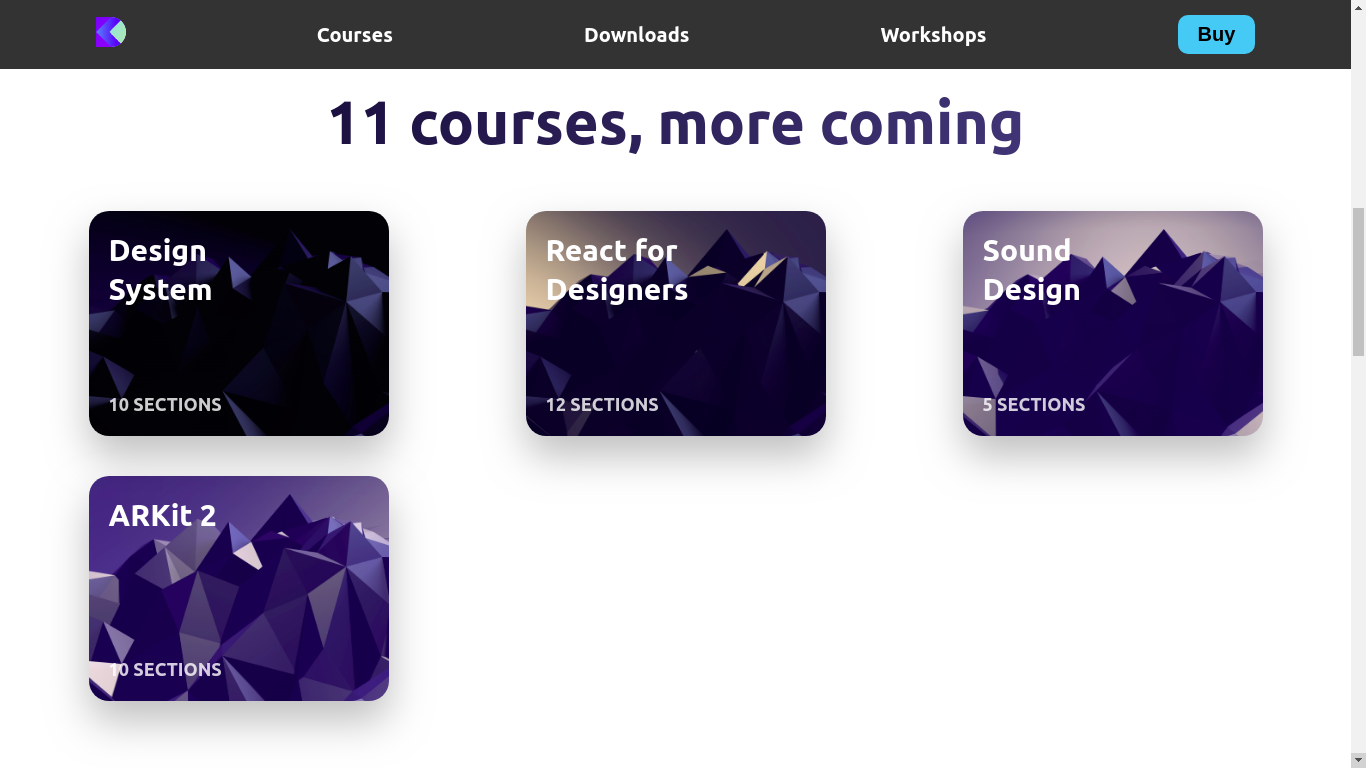 Courses
Downloads
Workshops
Buy
11 courses, more coming
Design
System
10 SECTIONS
React for
Designers
12 SECTIONS
Sound
Design
5 SECTIONS
ARKit 2
10 SECTIONS